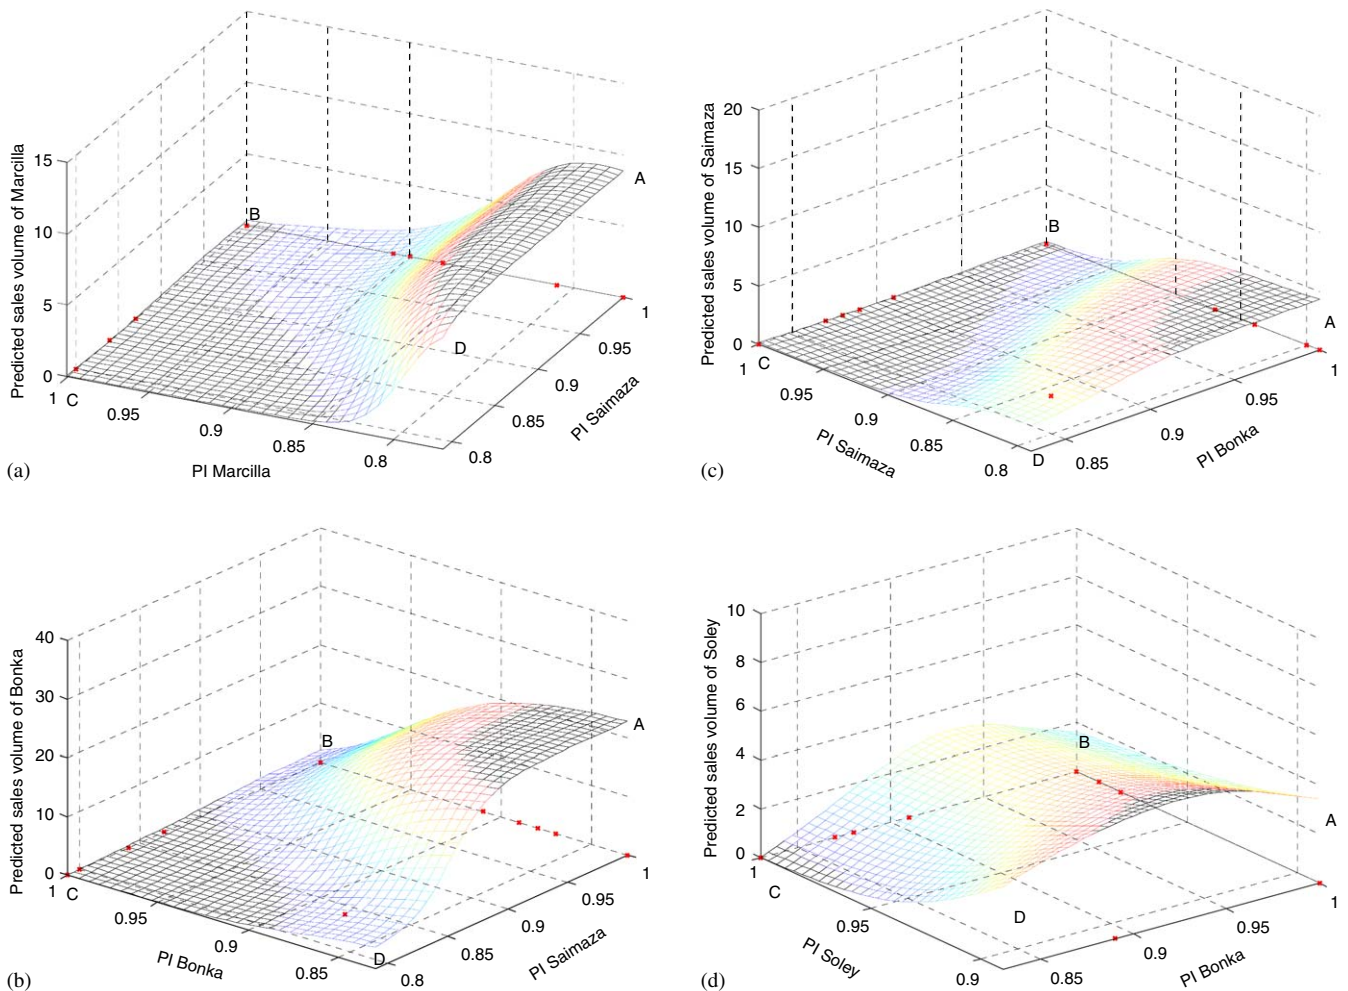 Predicted sales volume of Marcilla
15
10
5
0
1
0.95
0.9
0.85
0.8
PI Marcilla
0.8
0.85
0.9
0.95
1
PI Saimaza
A
B
C
D
(a)
Predicted sales volume of Saimaza
20
15
10
5
0
1
0.95
0.9
0.85
0.8
PI Saimaza
0.85
0.9
0.95
1
PI Bonka
A
B
C
D
(c)
Predicted sales volume of Bonka
40
30
20
10
0
1
0.95
0.9
0.85
PI Bonka
0.8
0.85
0.9
0.95
1
PI Saimaza
A
B
C
D
(b)
Predicted sales volume of Soley
10
8
6
4
2
0
1
0.95
0.9
PI Soley
0.85
0.9
0.95
1
PI Bonka
A
B
C
D
(d)